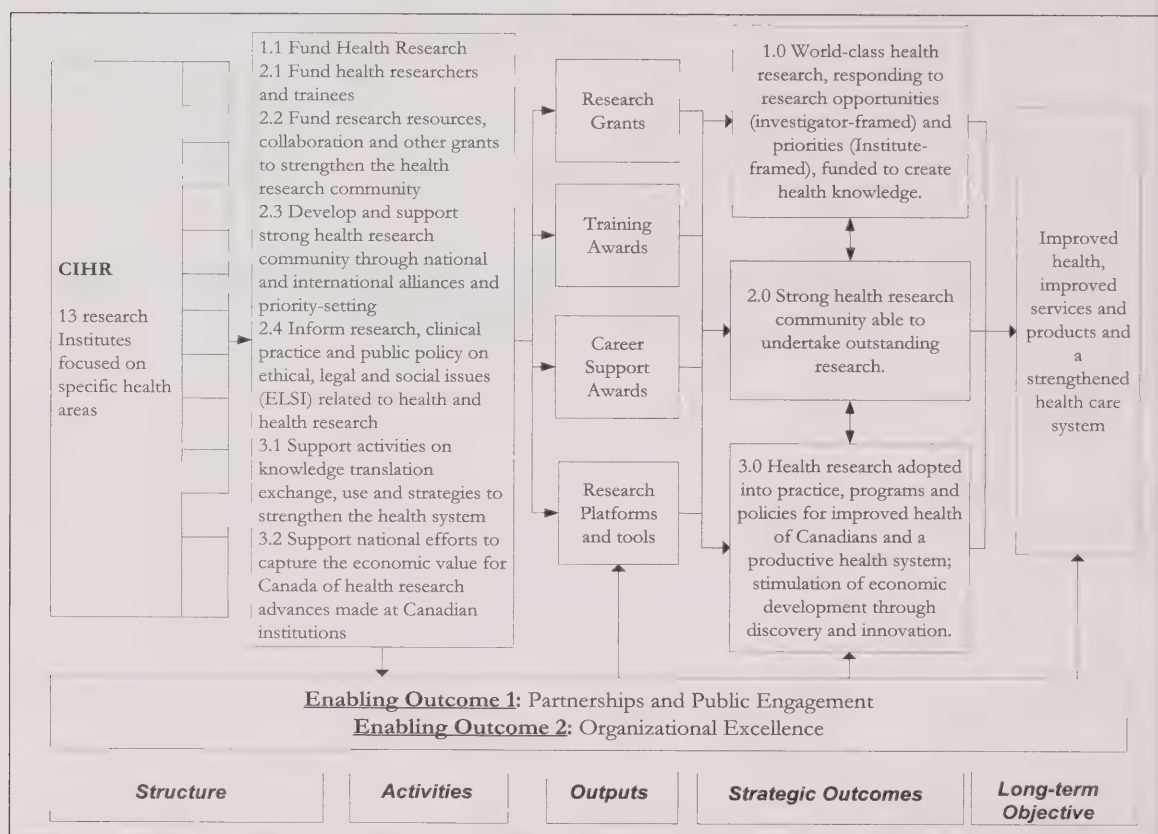 CIHR
13 research
Institutes
focused on
specific health
areas
1.1 Fund Health Research
2.1 Fund health researchers
and trainees
2.2 Fund research resources,
collaboration and other grants
to strengthen the health
research community
2.3 Develop and support
strong health research
community through national
and international alliances and
priority-setting
2.4 Inform research, clinical
practice and public policy on
ethical, legal and social issues
(ELSI) related to health and
health research
3.1 Support activities on
knowledge translation
exchange, use and strategies to
strengthen the health system
3.2 Support national efforts to
capture the economic value for
Canada of health research
advances made at Canadian
institutions
Research
Grants
Training
Awards
Career
Support
Awards
Research
Platforms
and tools
1.0 World-class health
research, responding to
research opportunities
(investigator-framed) and
priorities (Institute-
framed), funded to create
health knowledge.
2.0 Strong health research
community able to
undertake outstanding
research.
3.0 Health research adopted
into practice, programs and
policies for improved health
of Canadians and a
productive health system;
stimulation of economic
development through
discovery and innovation.
Improved
health,
improved
services and
products and
a
strengthened
health care
system
Enabling Outcome 1: Partnerships and Public Engagement
Enabling Outcome 2: Organizational Excellence
Structure
Activities
Outputs
Strategic Outcomes
Long-term
Objective